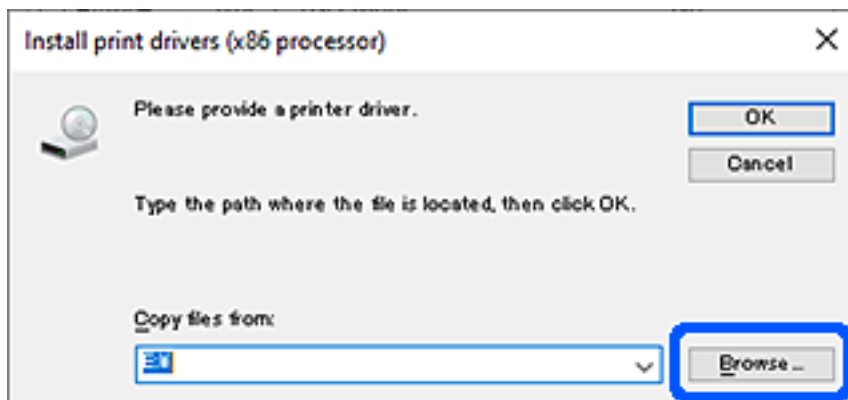 Install print drivers (x86 processor)
Please provide a printer driver.
OK
Cancel
Type the path where the file is located, then click OK.
Copy files from:
Browse...